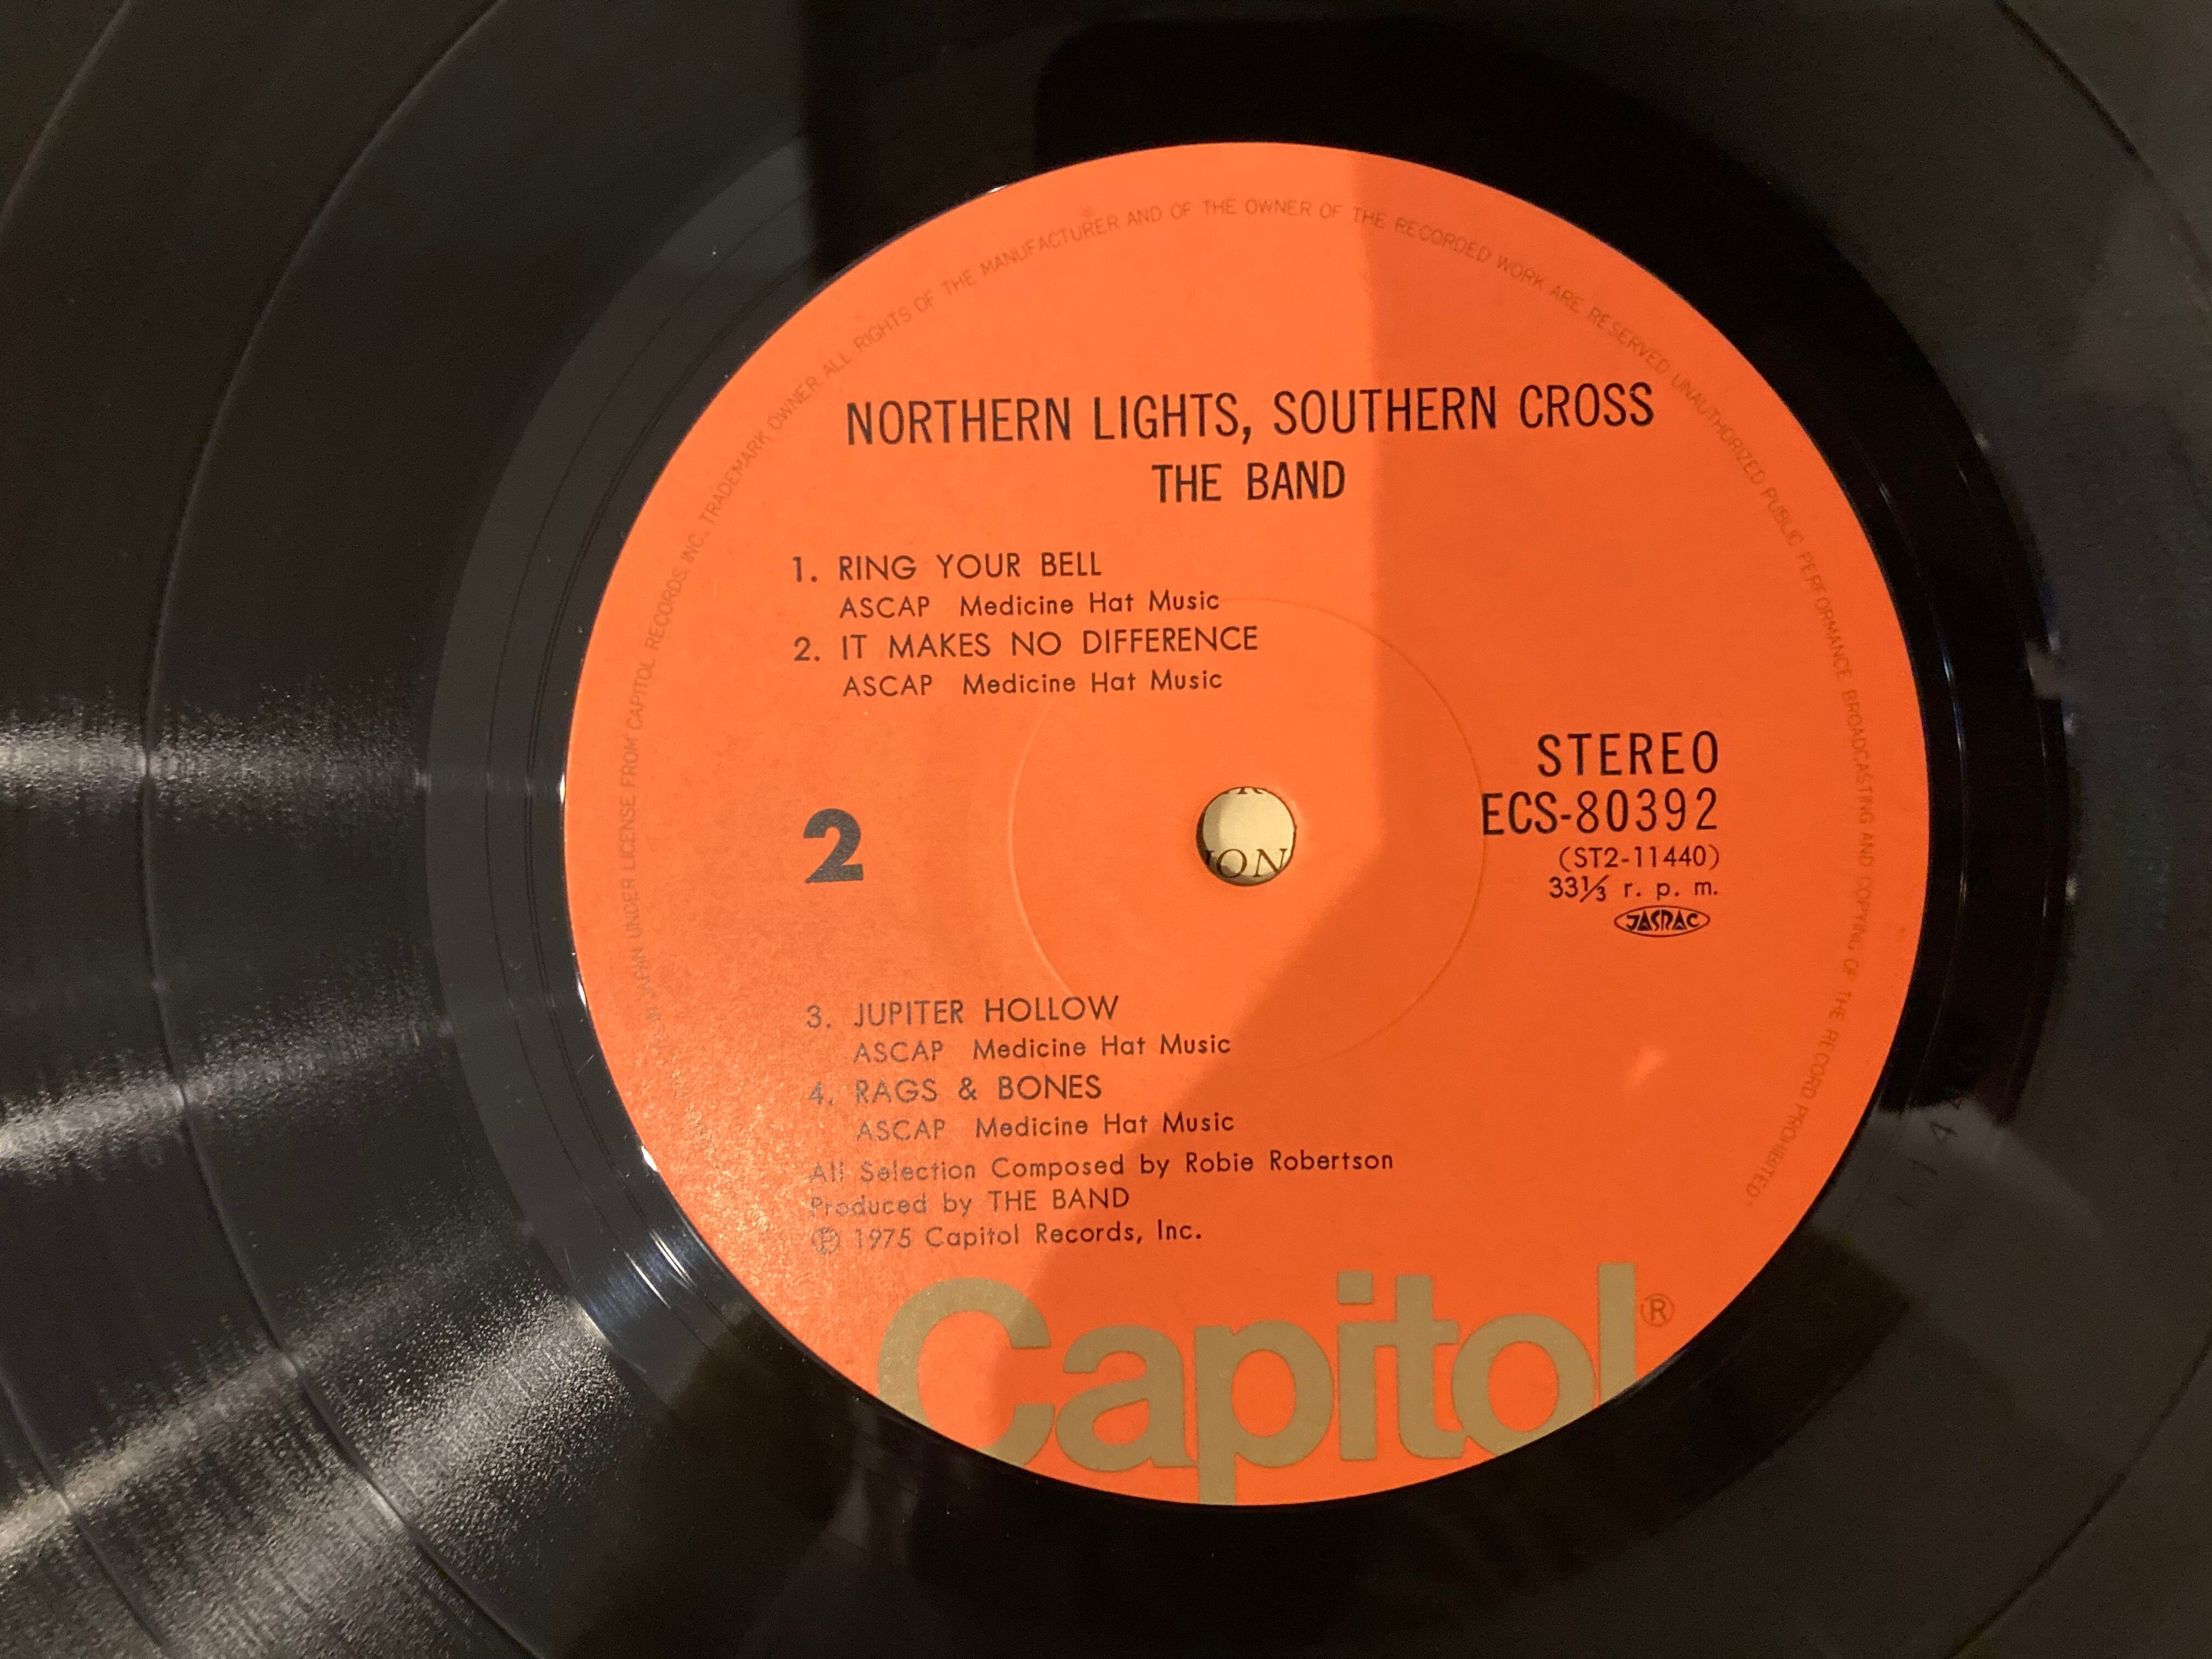 IN JAPAN UNDER LICENSE FROM CAPITOL RECORDS, INC. TRADEMARK OWNER ALL RIGHTS OF THE MANUFACTURER AND OF THE OWNER OF THE RECORDED WORK ARE RESERVED UNAUTHORIZED PUBLIC PERFORMANCE BROADCASTING AND COPYING OF THE RECORD PROHIBITED
NORTHERN LIGHTS, SOUTHERN CROSS
THE BAND
1. RING YOUR BELL
ASCAP Medicine Hat Music
2. IT MAKES NO DIFFERENCE
ASCAP Medicine Hat Music
STEREO
ECS-80392
(ST2-11440)
33⅓ r. p. m.
JASRAC
2
ION
3. JUPITER HOLLOW
ASCAP Medicine Hat Music
4. RAGS & BONES
ASCAP Medicine Hat Music
All Selection Composed by Robie Robertson
Produced by THE BAND
Ⓟ 1975 Capitol Records, Inc.
Capitol®